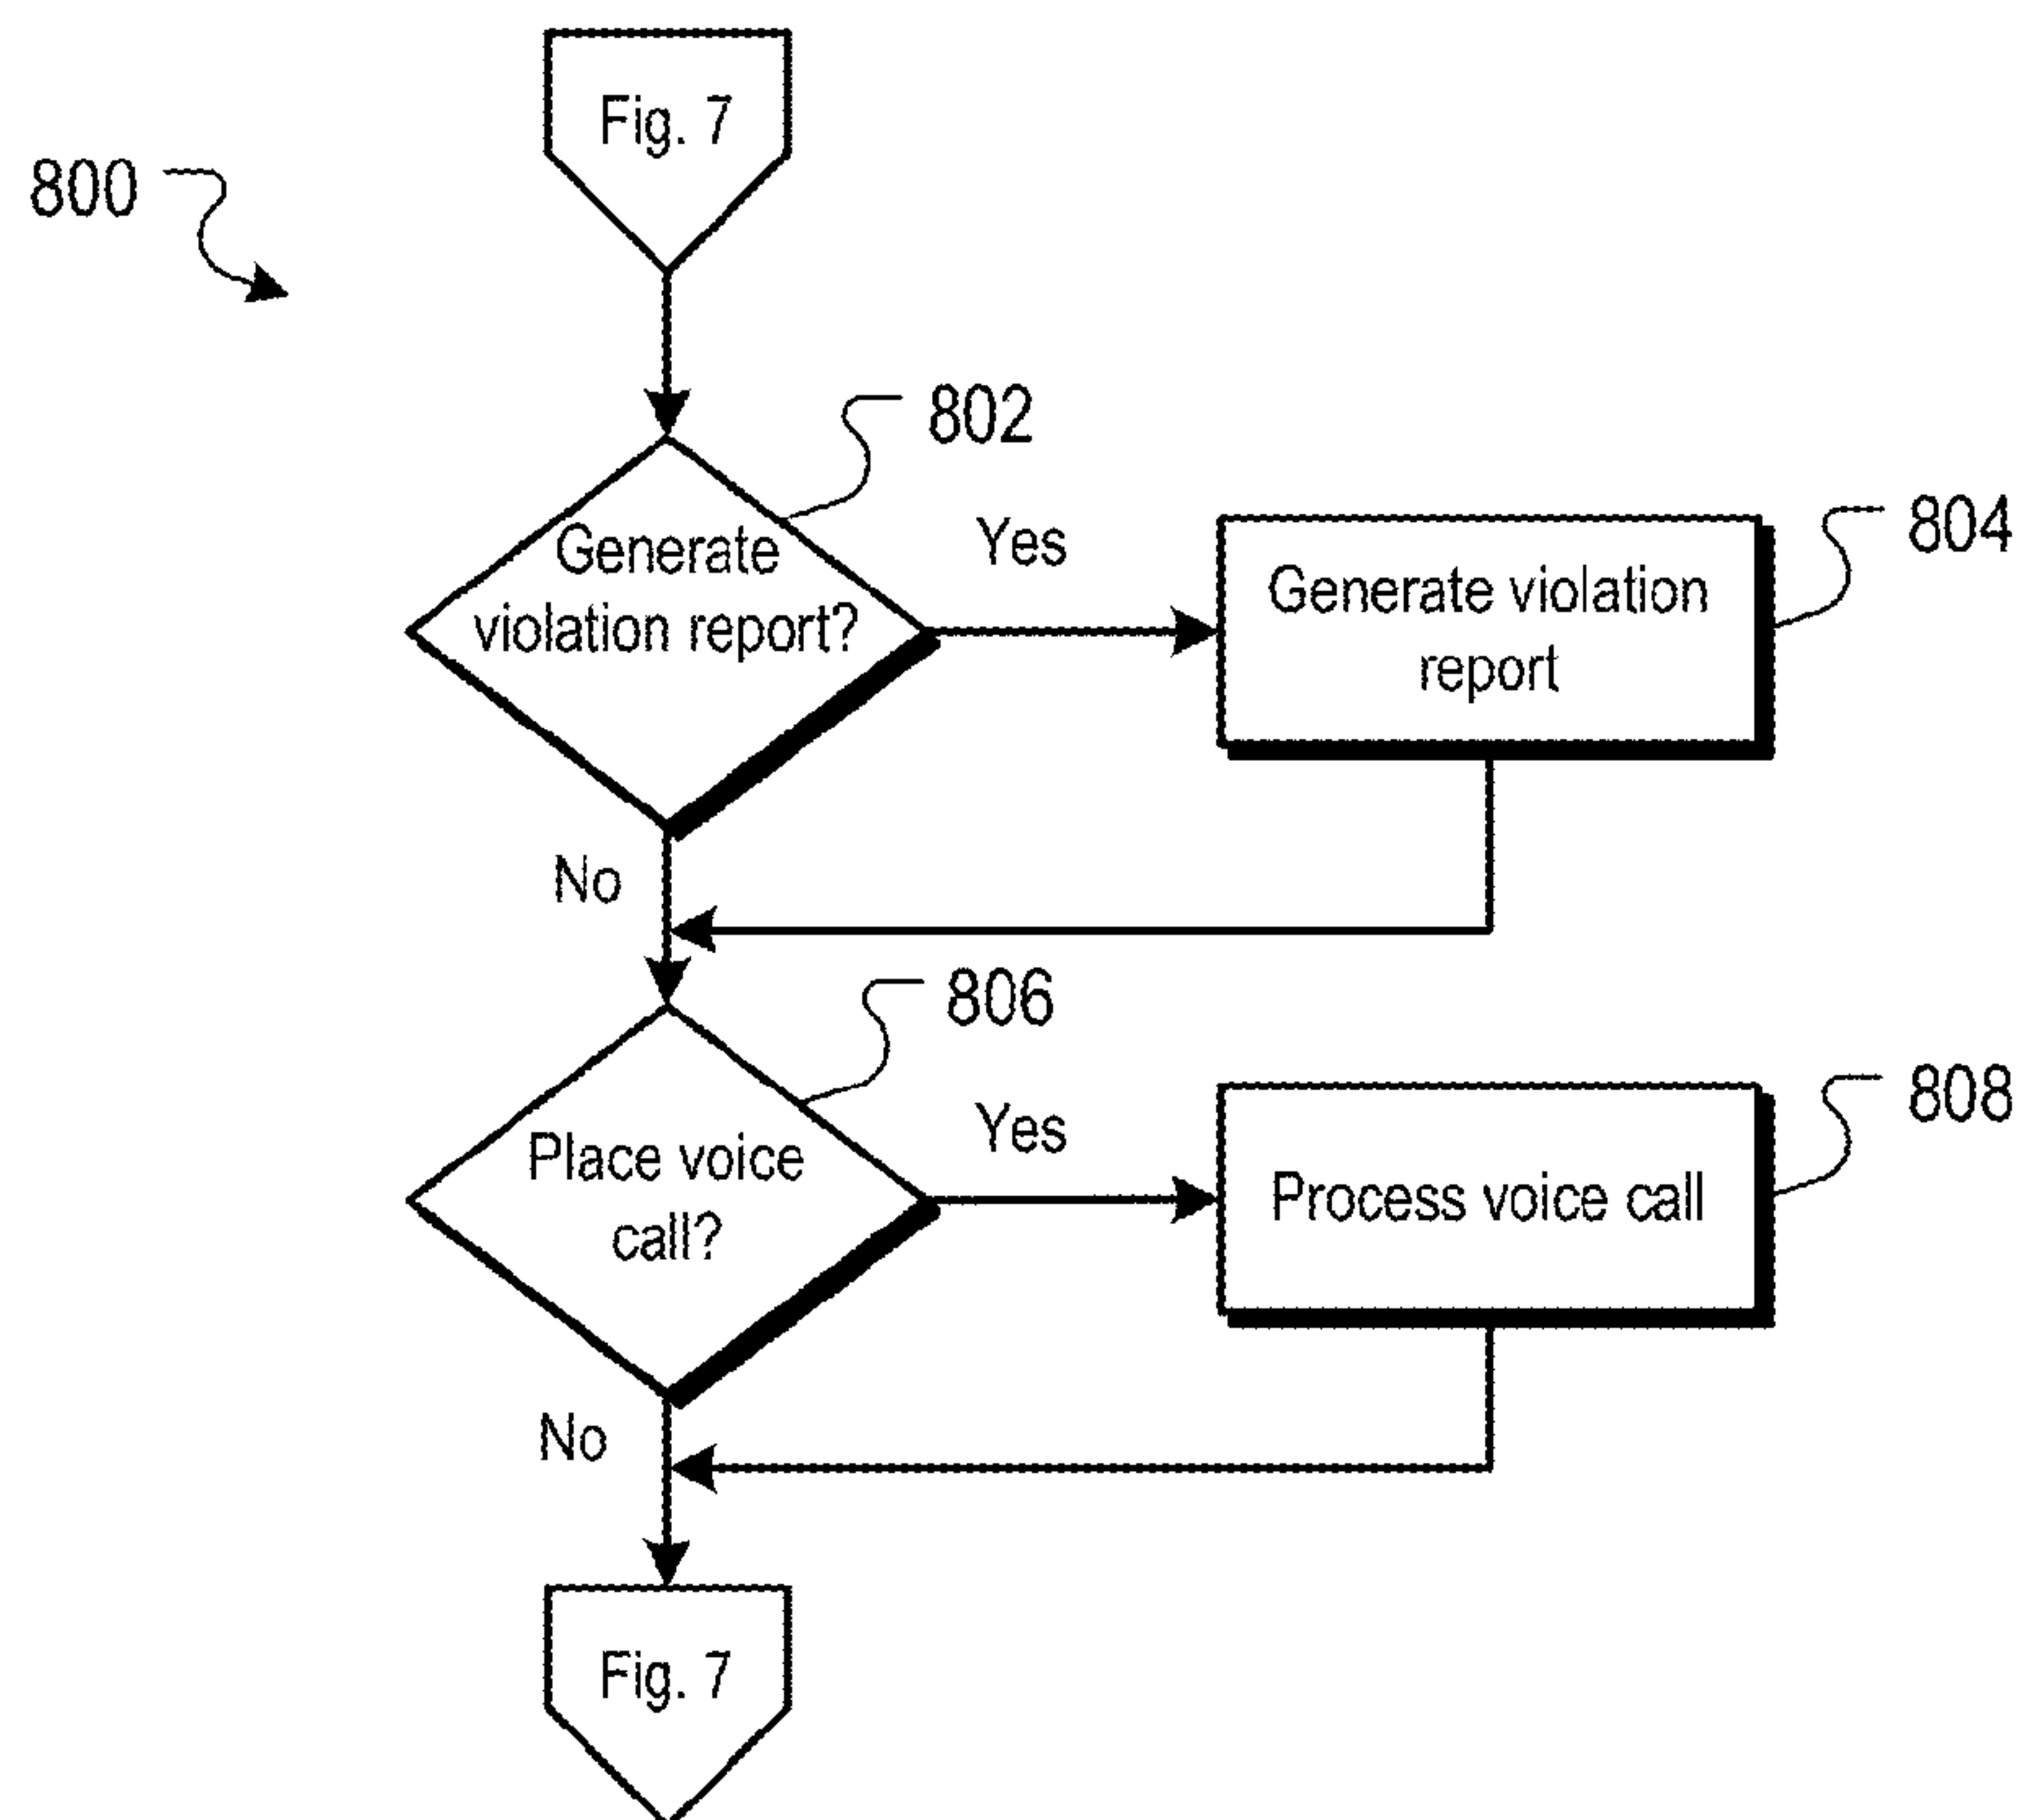 Fig. 7
800
802
Generate
violation report?
Yes
Generate violation
report
804
No
806
Place voice
call?
Yes
Process voice call
808
No
Fig. 7